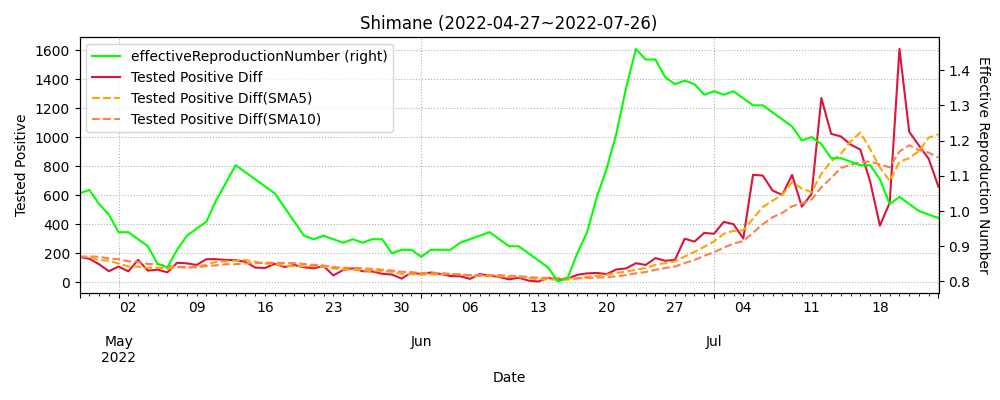 Shimane (2022-04-27~2022-07-26)
effectiveReproductionNumber (right)
Tested Positive Diff
Tested Positive Diff(SMA5)
Tested Positive Diff(SMA10)
Tested Positive
1600
1400
1200
1000
800
600
400
200
0
Effective Reproduction Number
1.4
1.3
1.2
1.1
1.0
0.9
0.8
02 09 16 23 30 06 13 20 27 04 11 18
May Jun Jul
2022
Date